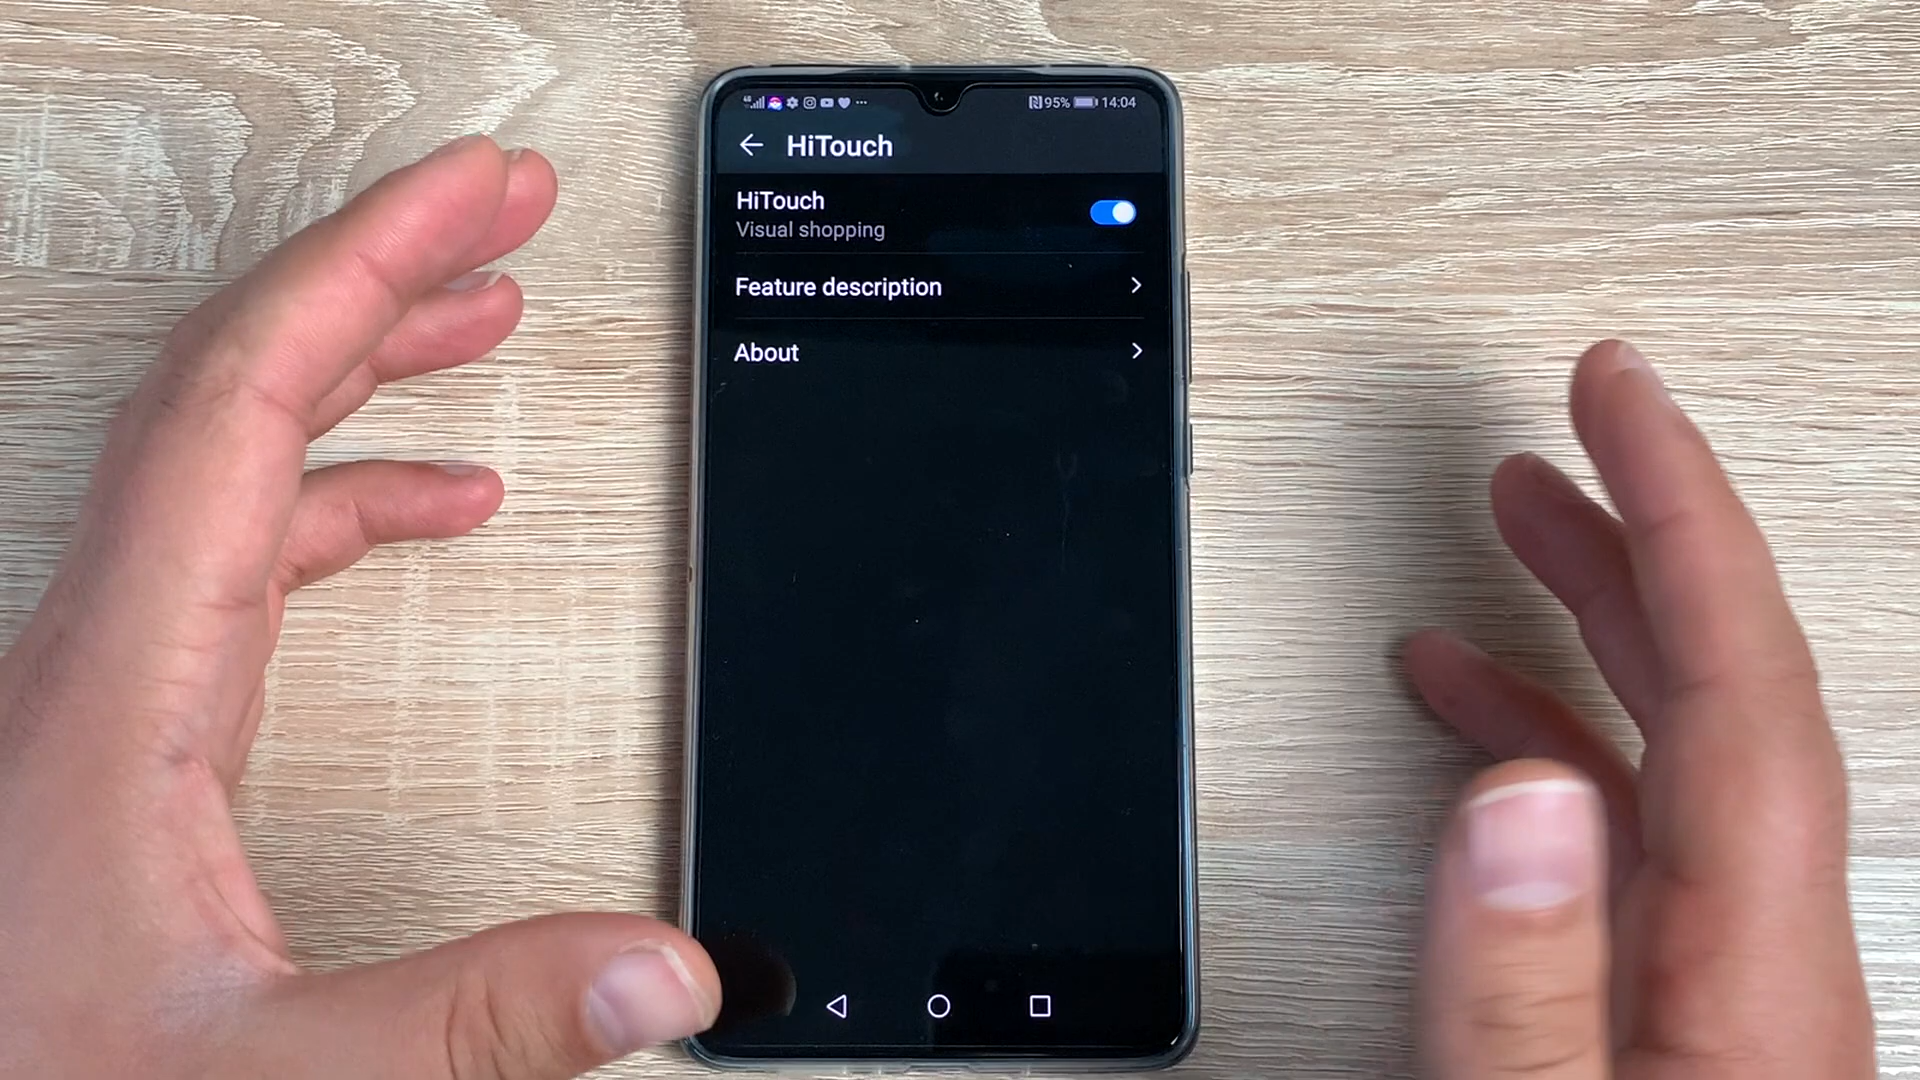 95% 14:04
HiTouch
HiTouch
Visual shopping
Feature description
About